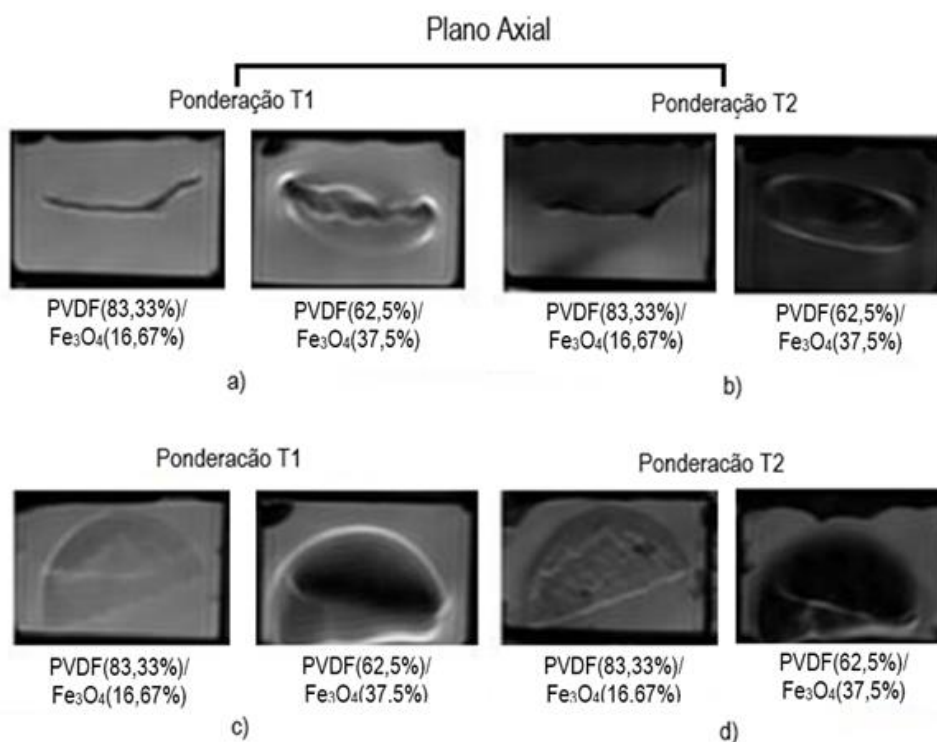 Plano Axial
Ponderação T1
Ponderação T2
PVDF(83,33%)/
Fe₃O₄(16,67%)
PVDF(62,5%)/
Fe₃O₄(37,5%)
PVDF(83,33%)/
Fe₃O₄(16,67%)
PVDF(62,5%)/
Fe₃O₄(37,5%)
a)
b)
Ponderacão T1
Ponderacão T2
PVDF(83,33%)/
Fe₃O₄(16,67%)
PVDF(62,5%)/
Fe₃O₄(37,5%)
PVDF(83,33%)/
Fe₃O₄(16,67%)
PVDF(62,5%)/
Fe₃O₄(37,5%)
c)
d)